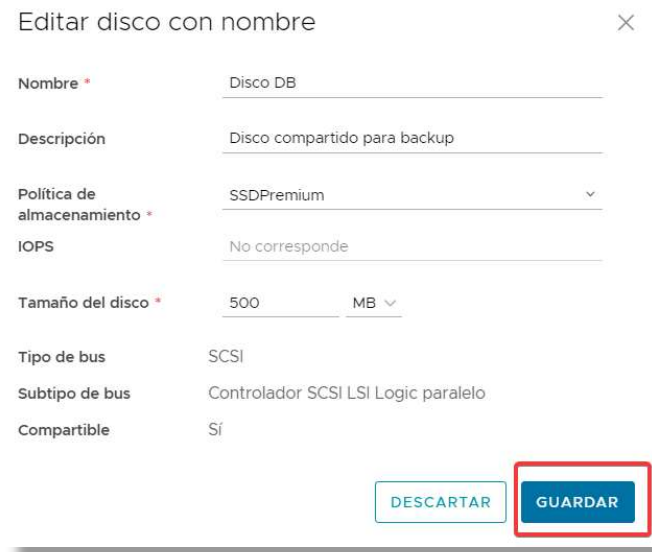 Editar disco con nombre
Nombre * Disco DB
Descripción Disco compartido para backup
Política de
almacenamiento * SSDPremium
IOPS No corresponde
Tamaño del disco * 500 MB
Tipo de bus SCSI
Subtipo de bus Controlador SCSI LSI Logic paralelo
Compartible Sí
DESCARTAR GUARDAR